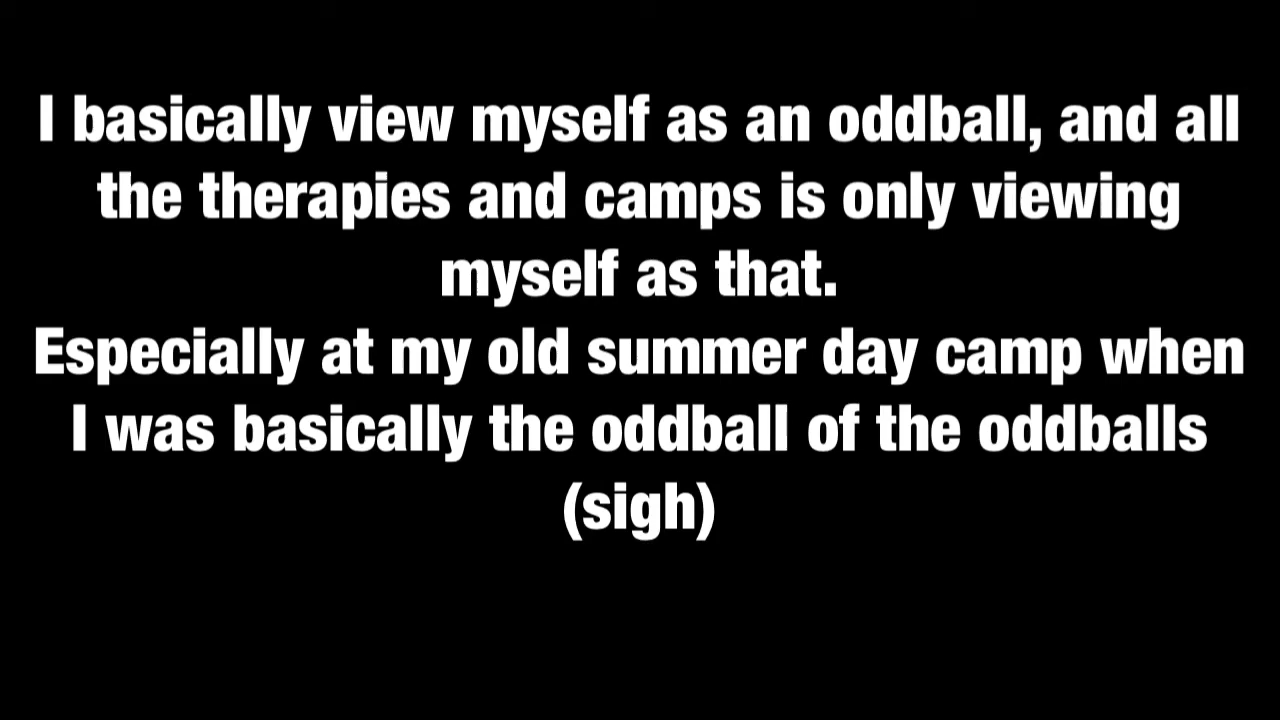 I basically view myself as an oddball, and all
the therapies and camps is only viewing
myself as that.
Especially at my old summer day camp when
I was basically the oddball of the oddballs
(sigh)